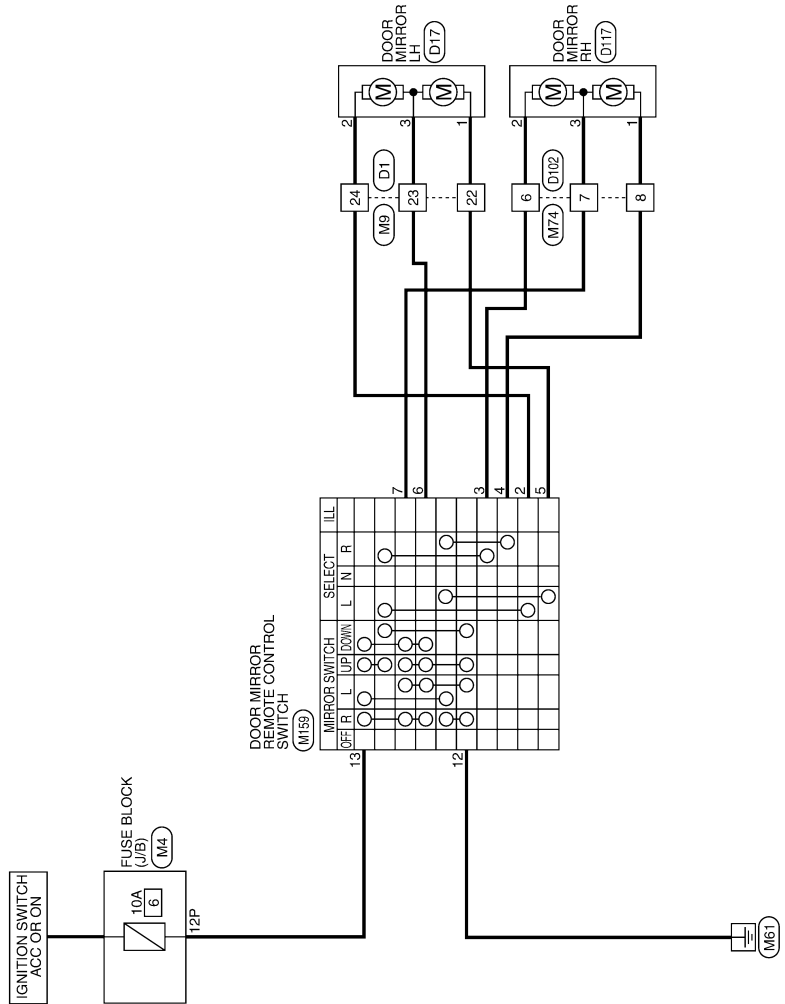 IGNITION SWITCH
ACC OR ON
FUSE BLOCK
(J/B)
M4
10A
6
12P
DOOR MIRROR
REMOTE CONTROL
SWITCH
M159
13
12
MIRROR SWITCH
SELECT
ILL
OFF
R
L
UP
DOWN
L
N
R
7
6
3
4
2
5
M61
DOOR
MIRROR
LH
D17
M
M
2
3
1
24
23
22
M9
D1
DOOR
MIRROR
RH
D117
M
M
2
3
1
6
7
8
M74
D102